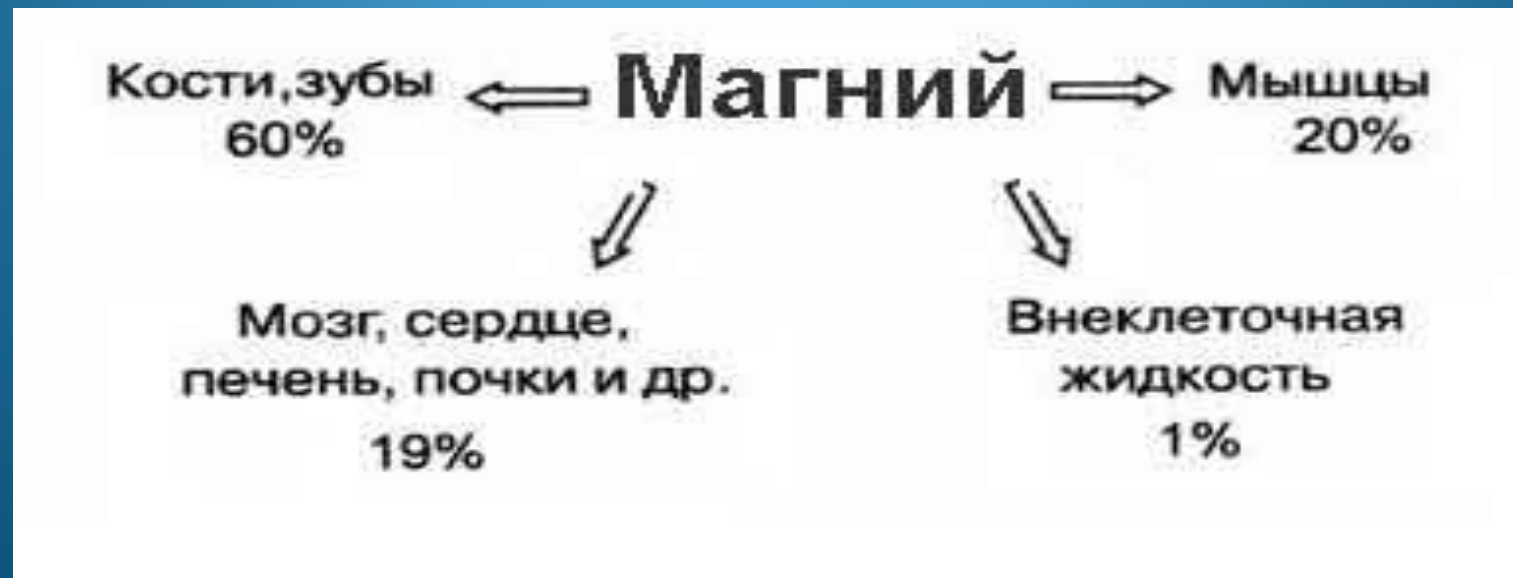 Магний
Кости,зубы
60%
Мышцы
20%
Мозг, сердце,
печень, почки и др.
19%
Внеклеточная
жидкость
1%